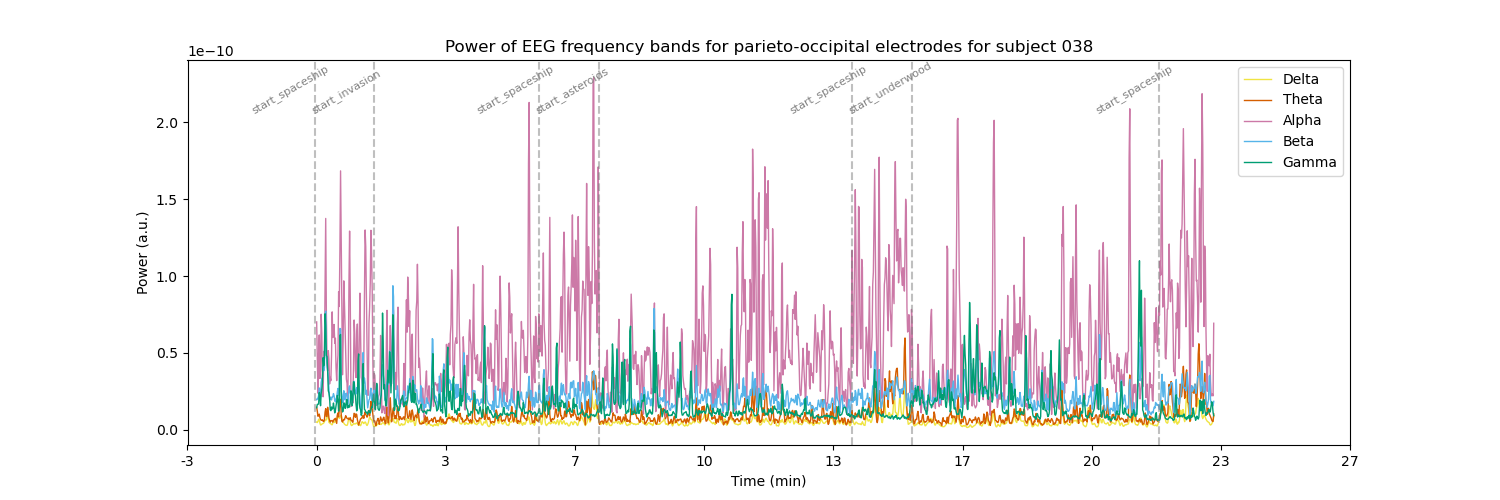 Power of EEG frequency bands for parieto-occipital electrodes for subject 038
1e−10
start_spaceship
start_invasion
start_spaceship
start_asteroids
start_spaceship
start_underwood
start_spaceship
Delta
Theta
Alpha
Beta
Gamma
2.0
1.5
1.0
0.5
0.0
Power (a.u.)
-3 0 3 7 10 13 17 20 23 27
Time (min)